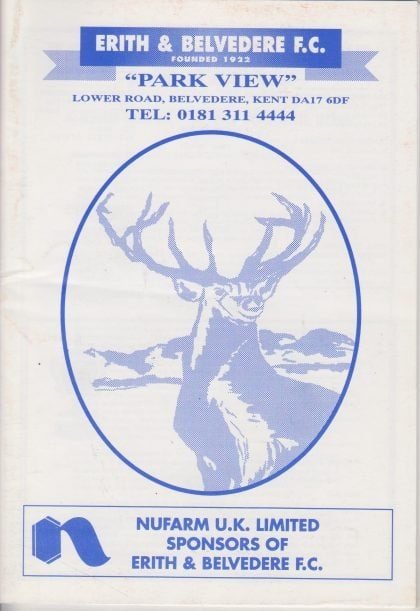 ERITH & BELVEDERE F.C.
FOUNDED 1922
"PARK VIEW"
LOWER ROAD, BELVEDERE, KENT DA17 6DF
TEL: 0181 311 4444
NUFARM U.K. LIMITED
SPONSORS OF
ERITH & BELVEDERE F.C.